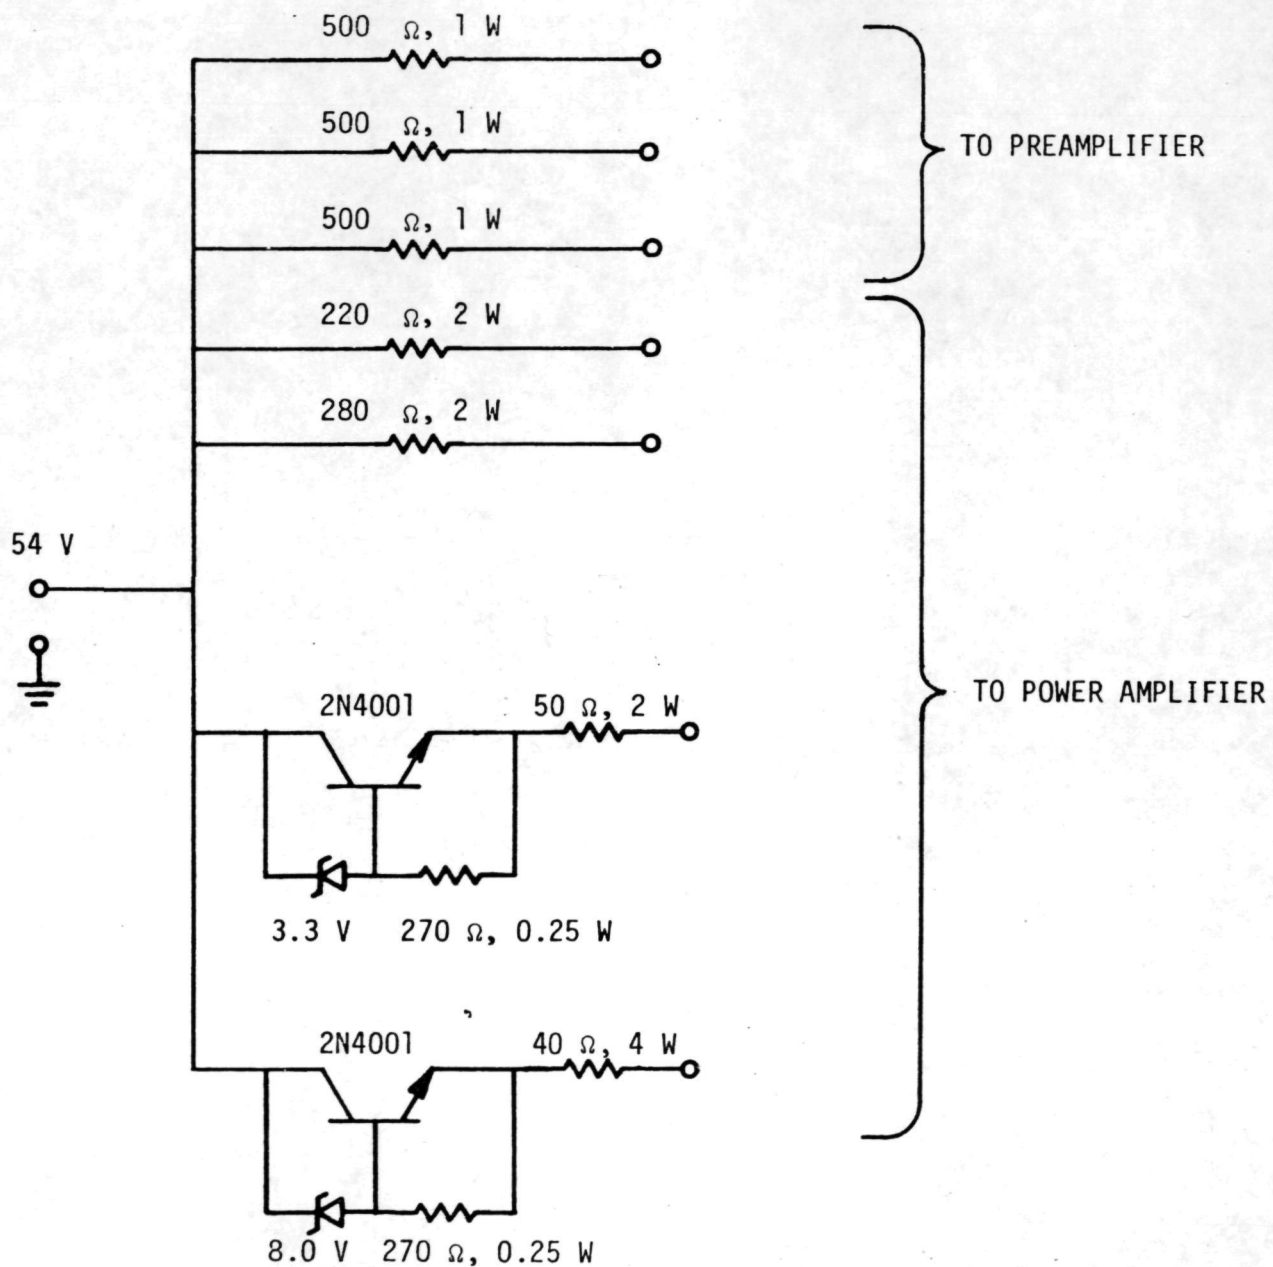 500 Ω, 1 W
500 Ω, 1 W
500 Ω, 1 W
TO PREAMPLIFIER
220 Ω, 2 W
280 Ω, 2 W
54 V
2N4001
50 Ω, 2 W
TO POWER AMPLIFIER
3.3 V
270 Ω, 0.25 W
2N4001
40 Ω, 4 W
8.0 V
270 Ω, 0.25 W